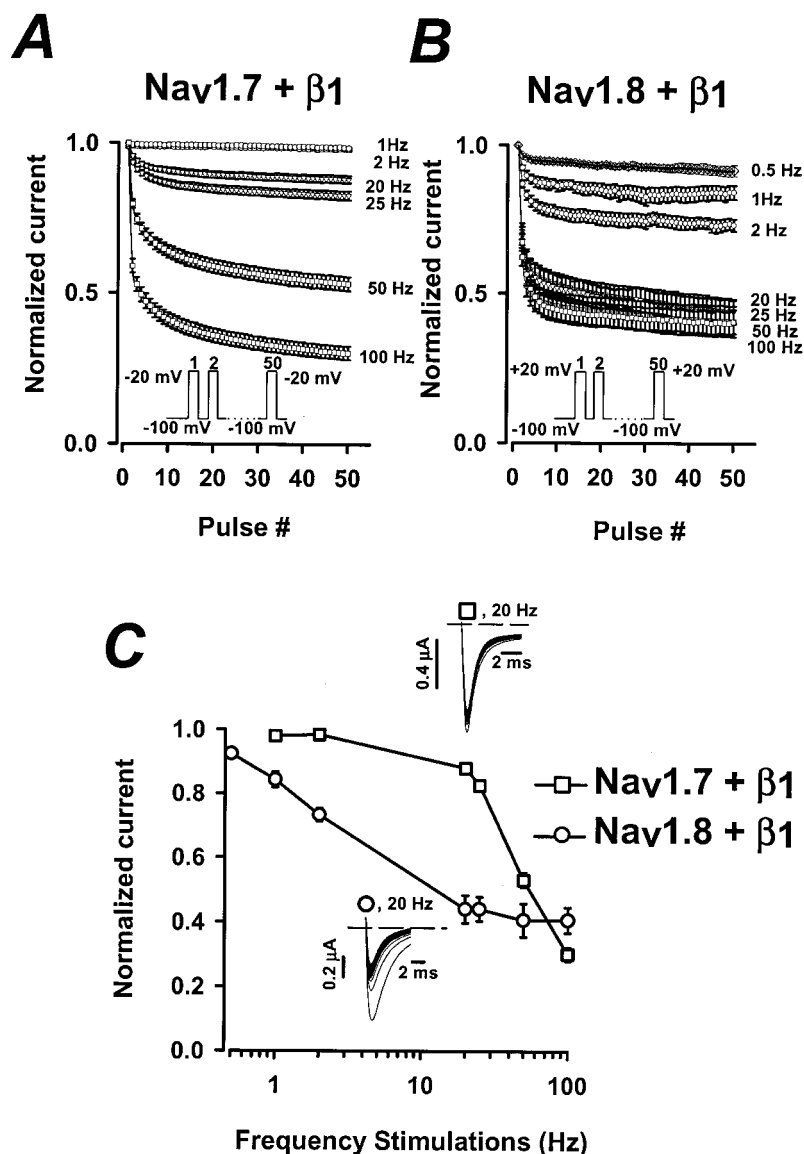 A
Nav1.7 + β1
Normalized current
1.0
0.5
0.0
1Hz
2 Hz
20 Hz
25 Hz
50 Hz
100 Hz
1 2 50
-20 mV -20 mV
-100 mV -100 mV
0 10 20 30 40 50
Pulse #
B
Nav1.8 + β1
Normalized current
1.0
0.5
0.0
0.5 Hz
1Hz
2 Hz
20 Hz
25 Hz
50 Hz
100 Hz
1 2 50
+20 mV +20 mV
-100 mV -100 mV
0 10 20 30 40 50
Pulse #
C
, 20 Hz
0.4 µA
2 ms
Normalized current
1.0
0.8
0.6
0.4
0.2
0.0
Nav1.7 + β1
Nav1.8 + β1
, 20 Hz
0.2 µA
2 ms
1 10 100
Frequency Stimulations (Hz)